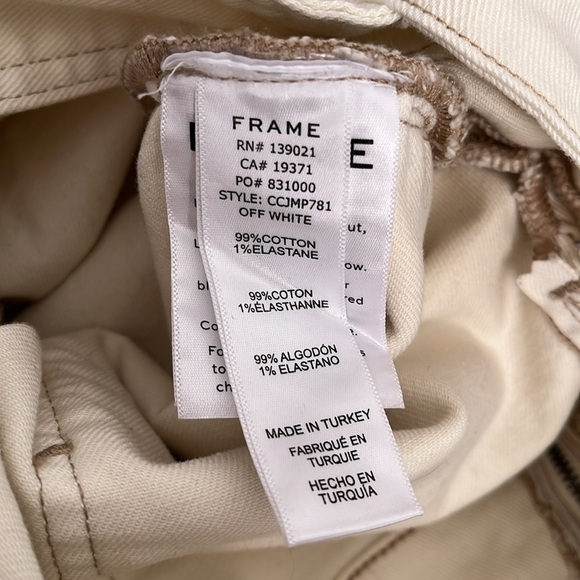 FRAME
RN# 139021
CA# 19371
PO# 831000
STYLE: CCJMP781
OFF WHITE
99%COTTON
1%ELASTANE
99%COTON
1%ÉLASTHANNE
99% ALGODÓN
1% ELASTANO
MADE IN TURKEY
FABRIQUÉ EN
TURQUIE
HECHO EN
TURQUÍA